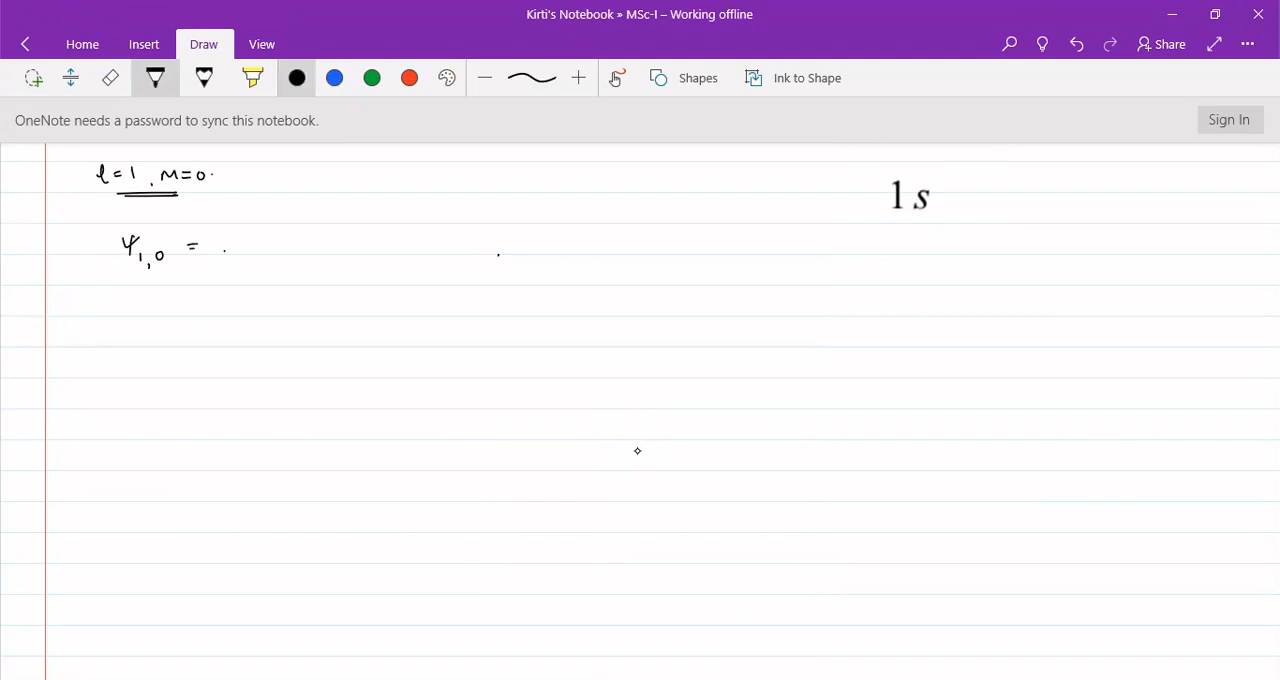 Kirti's Notebook » MSc-I – Working offline
Home Insert Draw View Share
Shapes Ink to Shape
OneNote needs a password to sync this notebook. Sign In
l=1, m=0.
1 s
Ψ1,0 = .